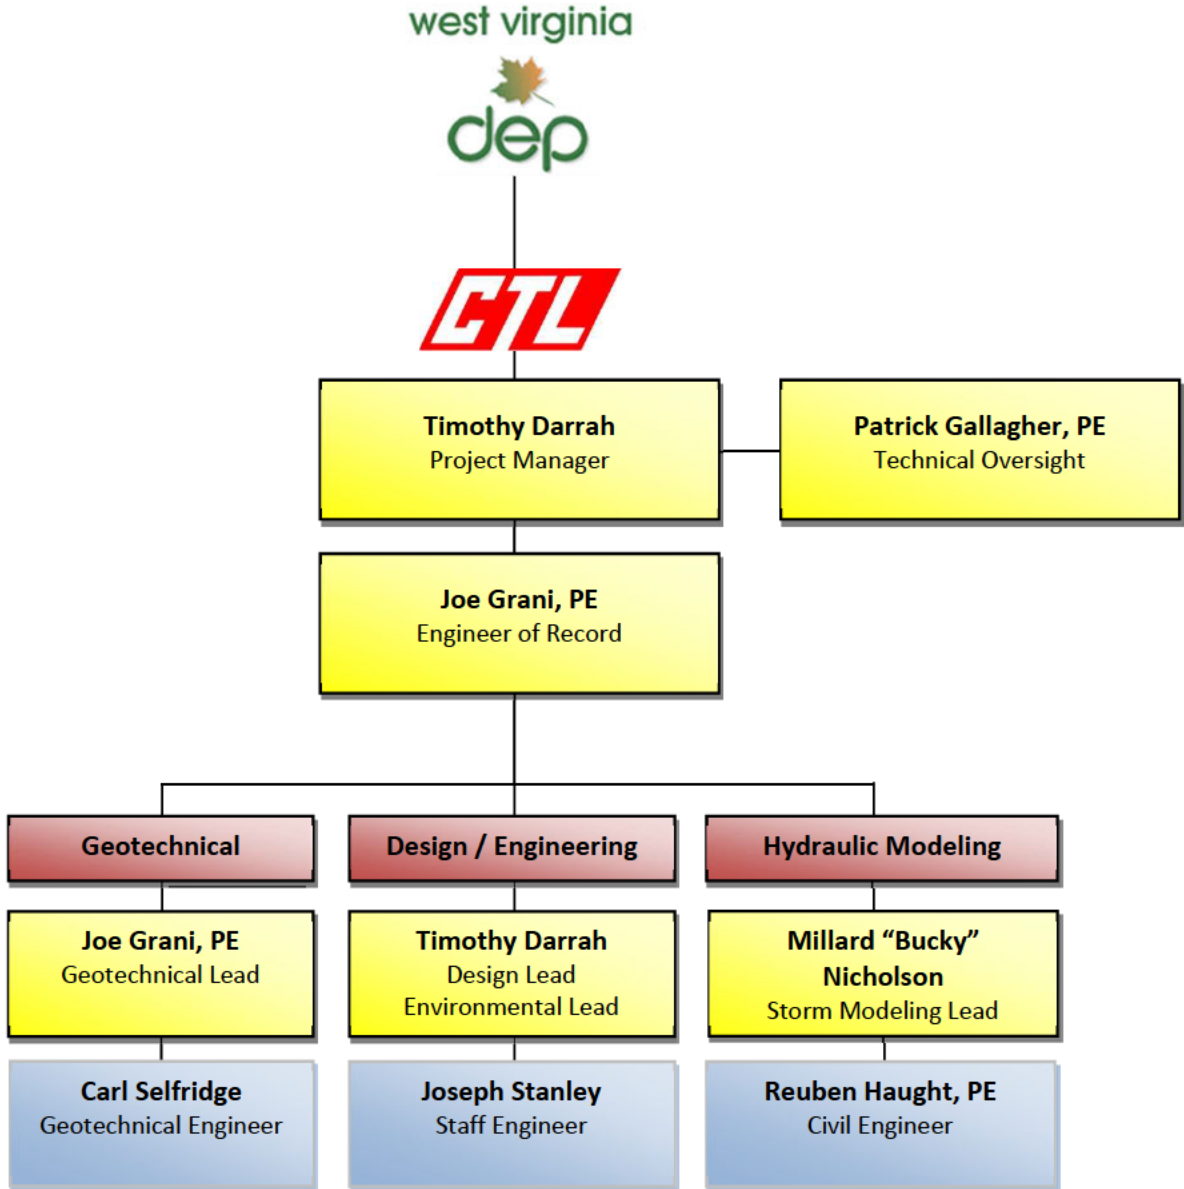 west virginia
dep
CTL
Timothy Darrah
Project Manager
Patrick Gallagher, PE
Technical Oversight
Joe Grani, PE
Engineer of Record
Geotechnical
Design / Engineering
Hydraulic Modeling
Joe Grani, PE
Geotechnical Lead
Timothy Darrah
Design Lead
Environmental Lead
Millard “Bucky”
Nicholson
Storm Modeling Lead
Carl Selfridge
Geotechnical Engineer
Joseph Stanley
Staff Engineer
Reuben Haught, PE
Civil Engineer